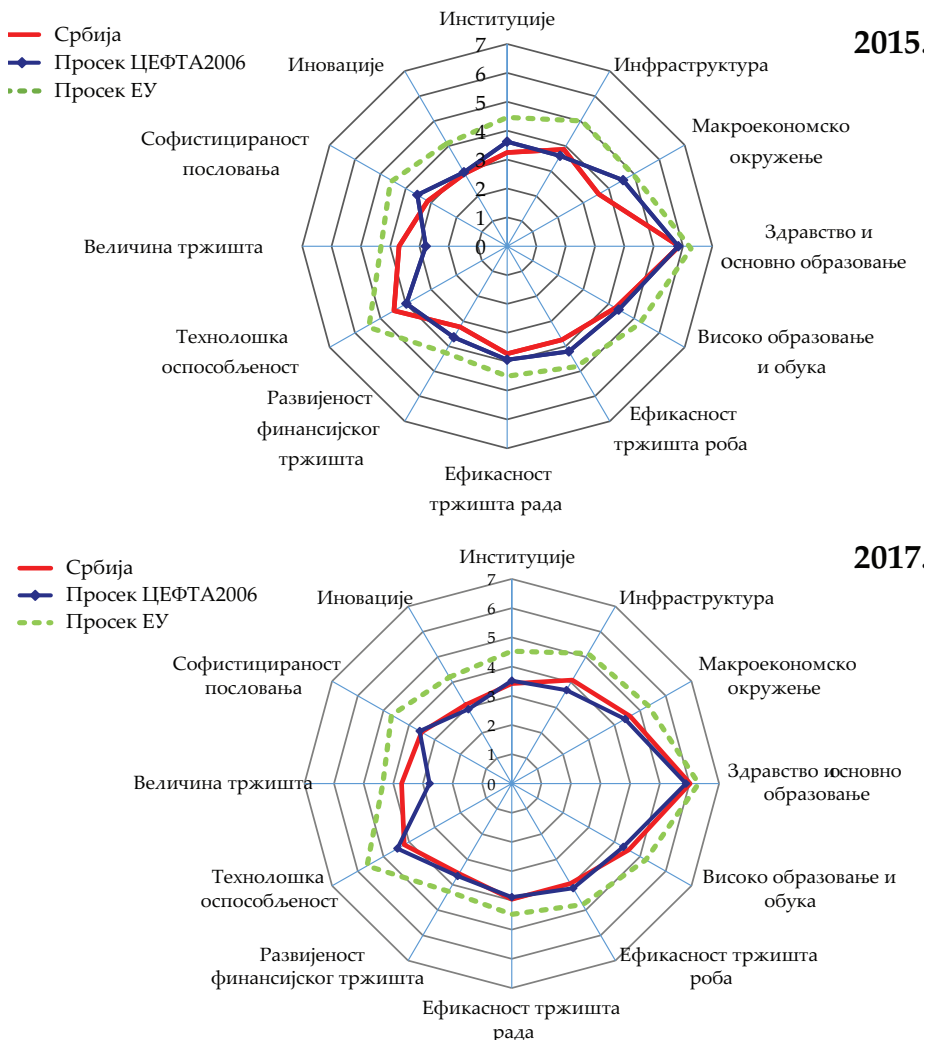 2015.
Србија
Просек ЦЕФТА2006
Просек ЕУ
Институције
Инфраструктура
Макроекономско
окружење
Здравство и
основно образовање
Високо образовање
и обука
Ефикасност
тржишта роба
Ефикасност
тржишта рада
Развијеност
финансијског
тржишта
Технолошка
оспособљеност
Величина тржишта
Софистицираност
пословања
Иновације
7
6
5
4
3
2
1
0
2017.
Србија
Просек ЦЕФТА2006
Просек ЕУ
Институције
Инфраструктура
Макроекономско
окружење
Здравство и основно
образовање
Високо образовање и
обука
Ефикасност тржишта
роба
Ефикасност тржишта
рада
Развијеност
финансијског тржишта
Технолошка
оспособљеност
Величина тржишта
Софистицираност
пословања
Иновације
7
6
5
4
3
2
1
0